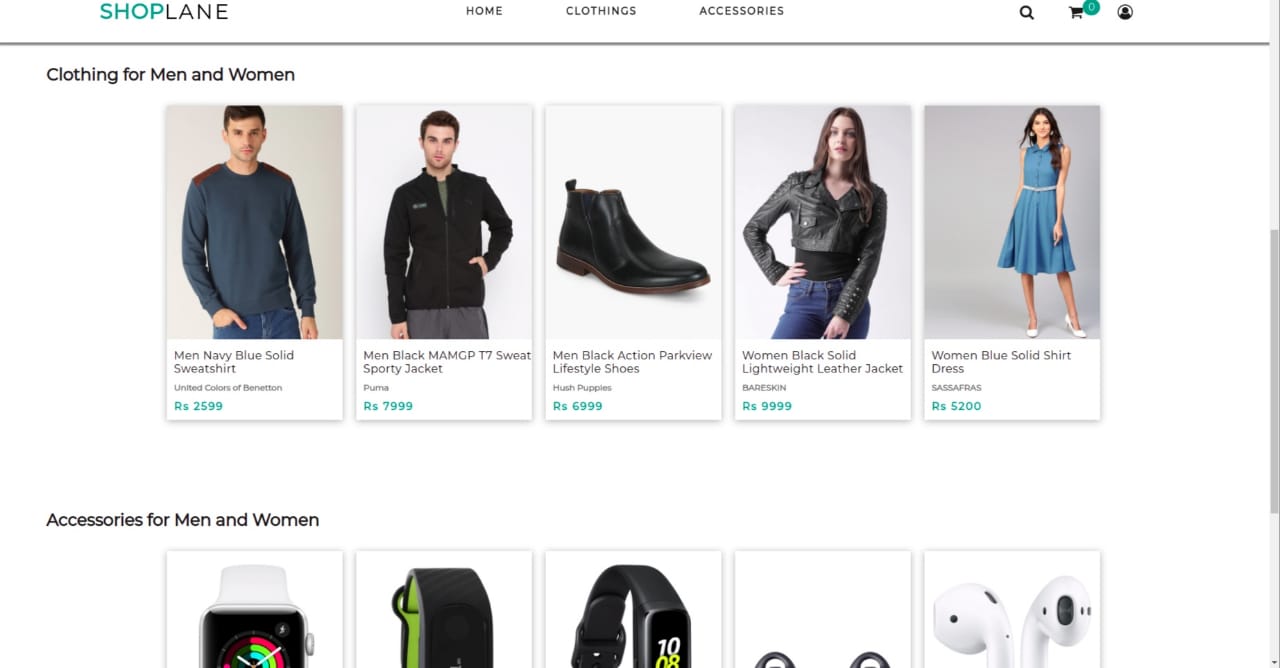 SHOPLANE
HOME
CLOTHINGS
ACCESSORIES
0
Clothing for Men and Women
Men Navy Blue Solid
Sweatshirt
United Colors of Benetton
Rs 2599
Men Black MAMGP T7 Sweat
Sporty Jacket
Puma
Rs 7999
Men Black Action Parkview
Lifestyle Shoes
Hush Puppies
Rs 6999
Women Black Solid
Lightweight Leather Jacket
BARESKIN
Rs 9999
Women Blue Solid Shirt
Dress
SASSAFRAS
Rs 5200
Accessories for Men and Women
10
08